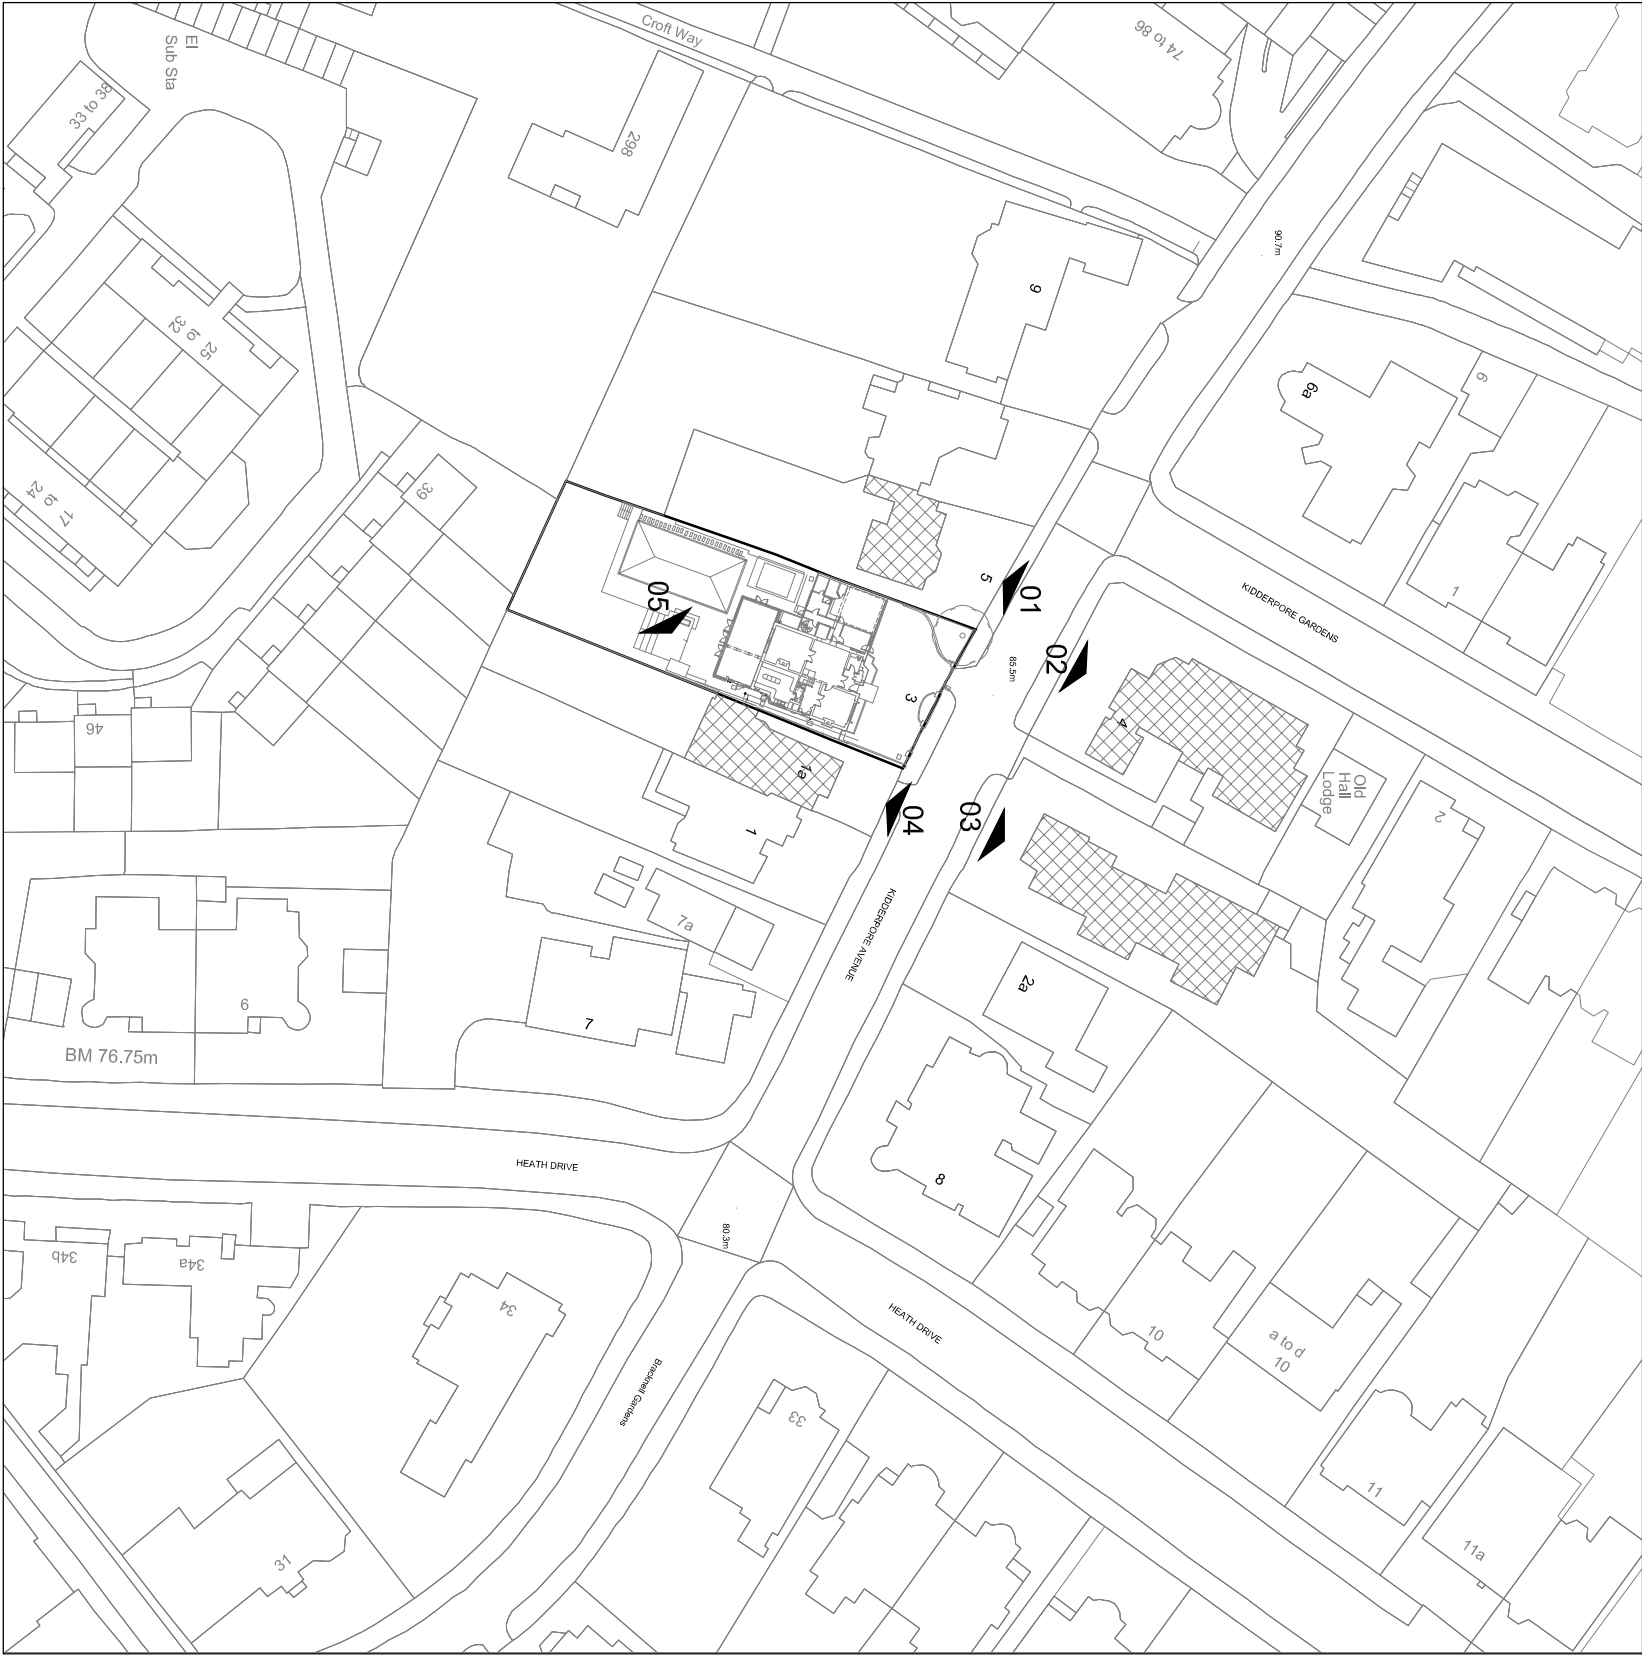 Croft Way
74 to 86
El
Sub Sta
33 to 38
298
90.7m
9
25 to 32
6a
6
39
17 to 24
1
KIDDERPORE GARDENS
5
01
05
02
85.5m
3
4
46
1a
Old
Hall
Lodge
2
04
03
1
7a
KIDDERPORE AVENUE
2a
6
7
BM 76.75m
8
HEATH DRIVE
80.3m
34b
34a
34
HEATH DRIVE
10
a to d
10
Bracknell Gardens
33
11
11a
31